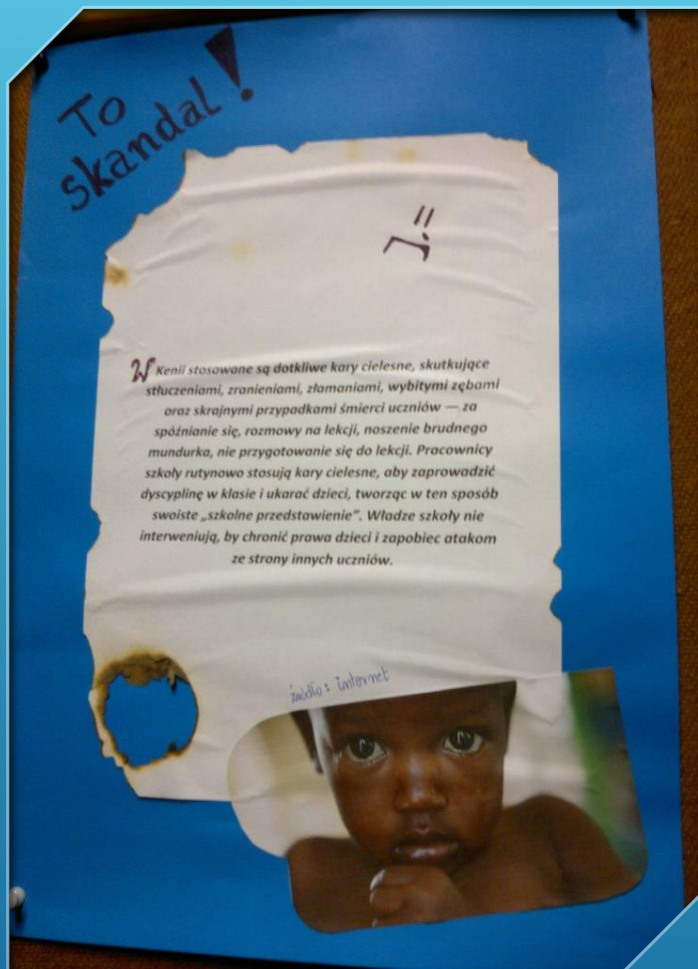 To
skandal!
W Kenii stosowane są dotkliwe kary cielesne, skutkujące
stłuczeniami, zranieniami, złamaniami, wybitymi zębami
oraz skrajnymi przypadkami śmierci uczniów — za
spóźnianie się, rozmowy na lekcji, noszenie brudnego
mundurka, nie przygotowanie się do lekcji. Pracownicy
szkoły rutynowo stosują kary cielesne, aby zaprowadzić
dyscyplinę w klasie i ukarać dzieci, tworząc w ten sposób
swoiste „szkolne przedstawienie”. Władze szkoły nie
interweniują, by chronić prawa dzieci i zapobiec atakom
ze strony innych uczniów.
źródło: internet